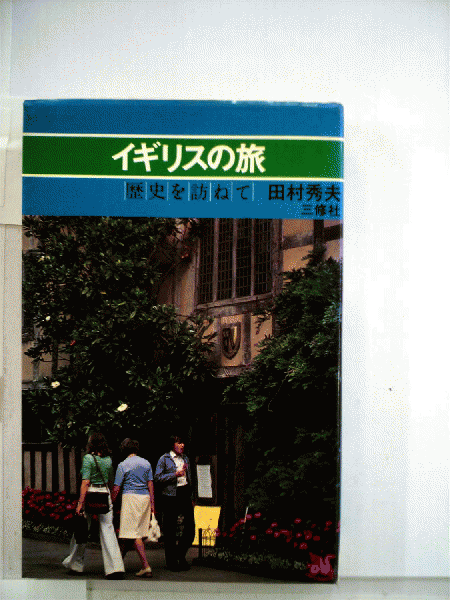 イギリスの旅
歴史を訪ねて 田村秀夫
三修社